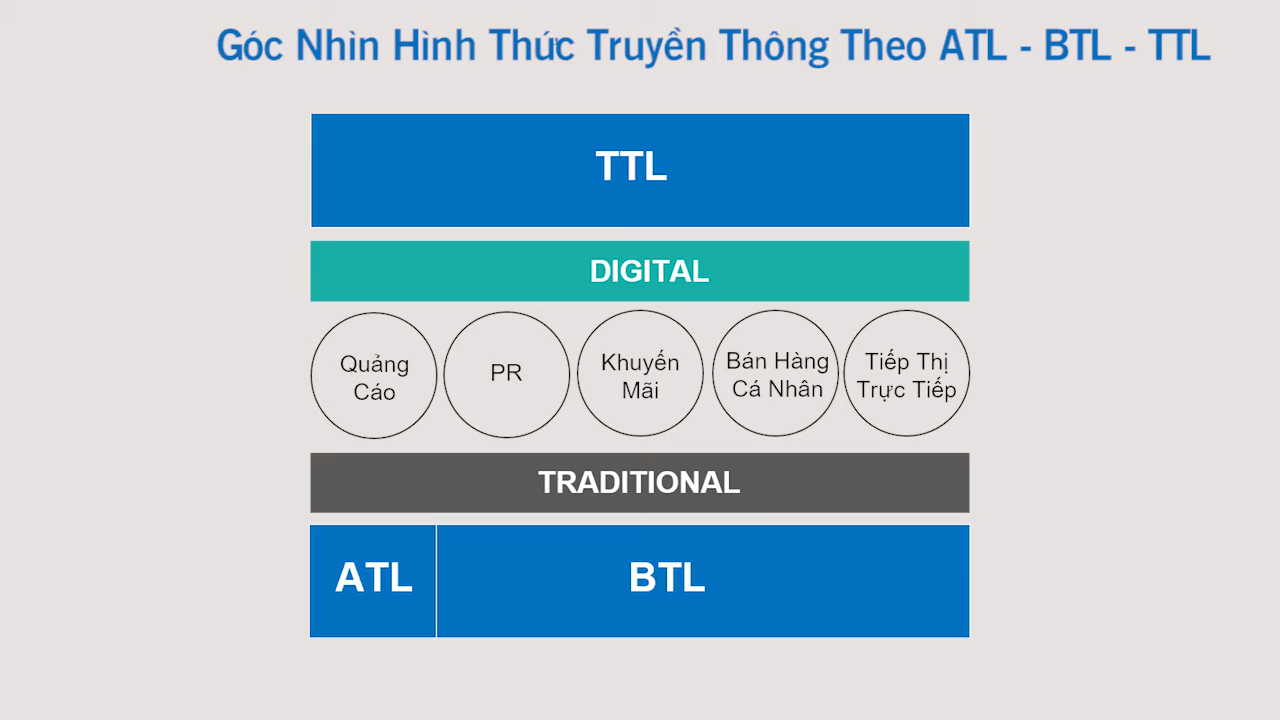 Góc Nhìn Hình Thức Truyền Thông Theo ATL - BTL - TTL
TTL
DIGITAL
Quảng
Cáo
PR
Khuyến
Mãi
Bán Hàng
Cá Nhân
Tiếp Thị
Trực Tiếp
TRADITIONAL
ATL
BTL